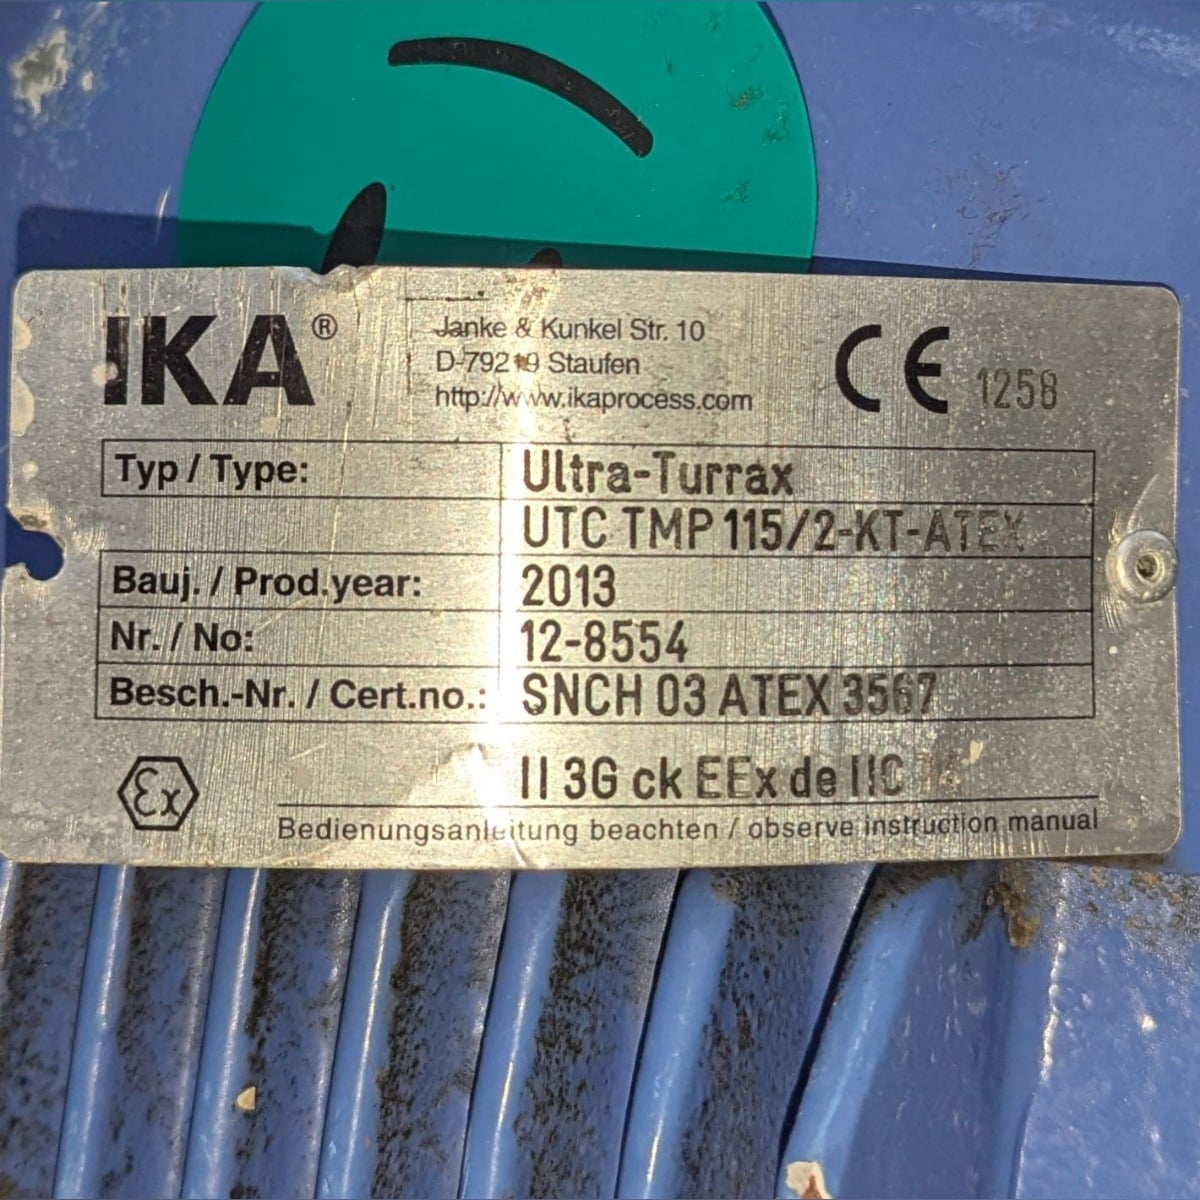 IKA®
Janke & Kunkel Str. 10
D-79219 Staufen
http://www.ikaprocess.com
CE 1258
Typ / Type: Ultra-Turrax
UTC TMP 115/2-KT-ATEX
Bauj. / Prod.year: 2013
Nr. / No: 12-8554
Besch.-Nr. / Cert.no.: SNCH 03 ATEX 3567
Ex II 3G ck EEx de IIC
Bedienungsanleitung beachten / observe instruction manual